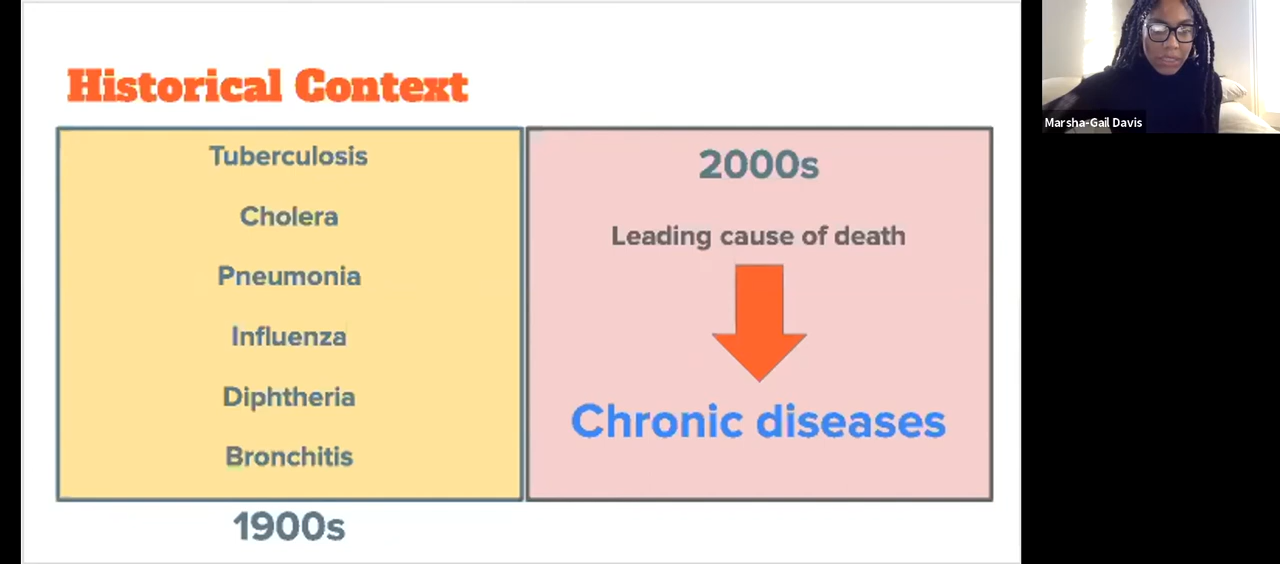 Historical Context
Tuberculosis
Cholera
Pneumonia
Influenza
Diphtheria
Bronchitis
1900s
2000s
Leading cause of death
Chronic diseases
Marsha-Gail Davis